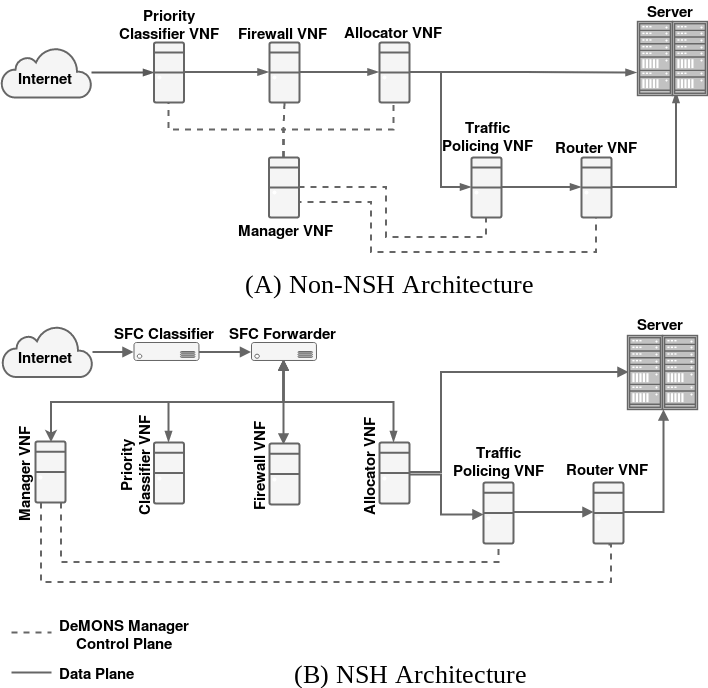 Priority
Classifier VNF
Firewall VNF
Allocator VNF
Server
Internet
Traffic
Policing VNF
Router VNF
Manager VNF
(A) Non-NSH Architecture
SFC Classifier
SFC Forwarder
Server
Internet
Manager VNF
Priority
Classifier VNF
Firewall VNF
Allocator VNF
Traffic
Policing VNF
Router VNF
DeMONS Manager
Control Plane
Data Plane
(B) NSH Architecture